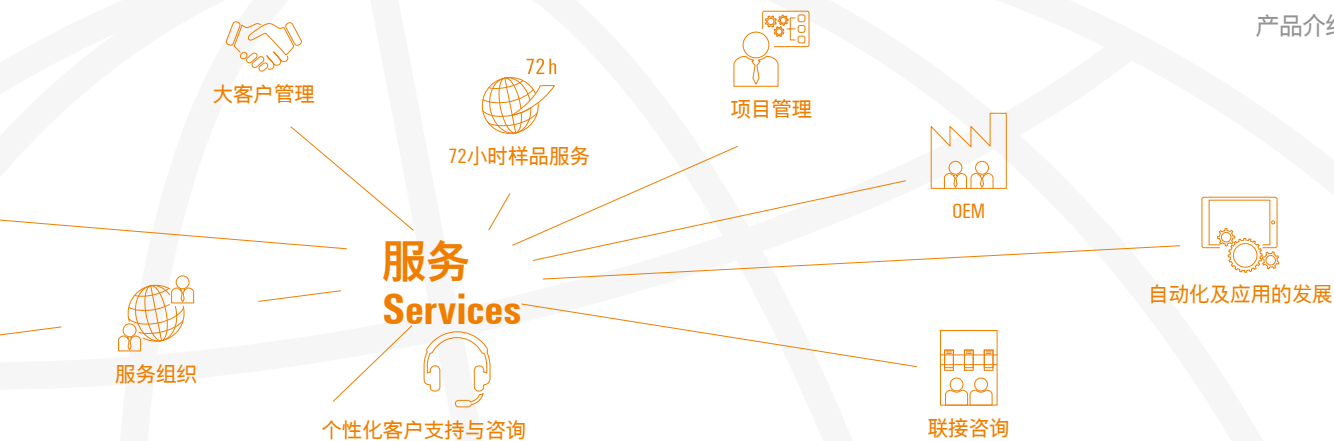 产品介绍
大客户管理
72 h
72小时样品服务
项目管理
OEM
服务
Services
自动化及应用的发展
服务组织
个性化客户支持与咨询
联接咨询